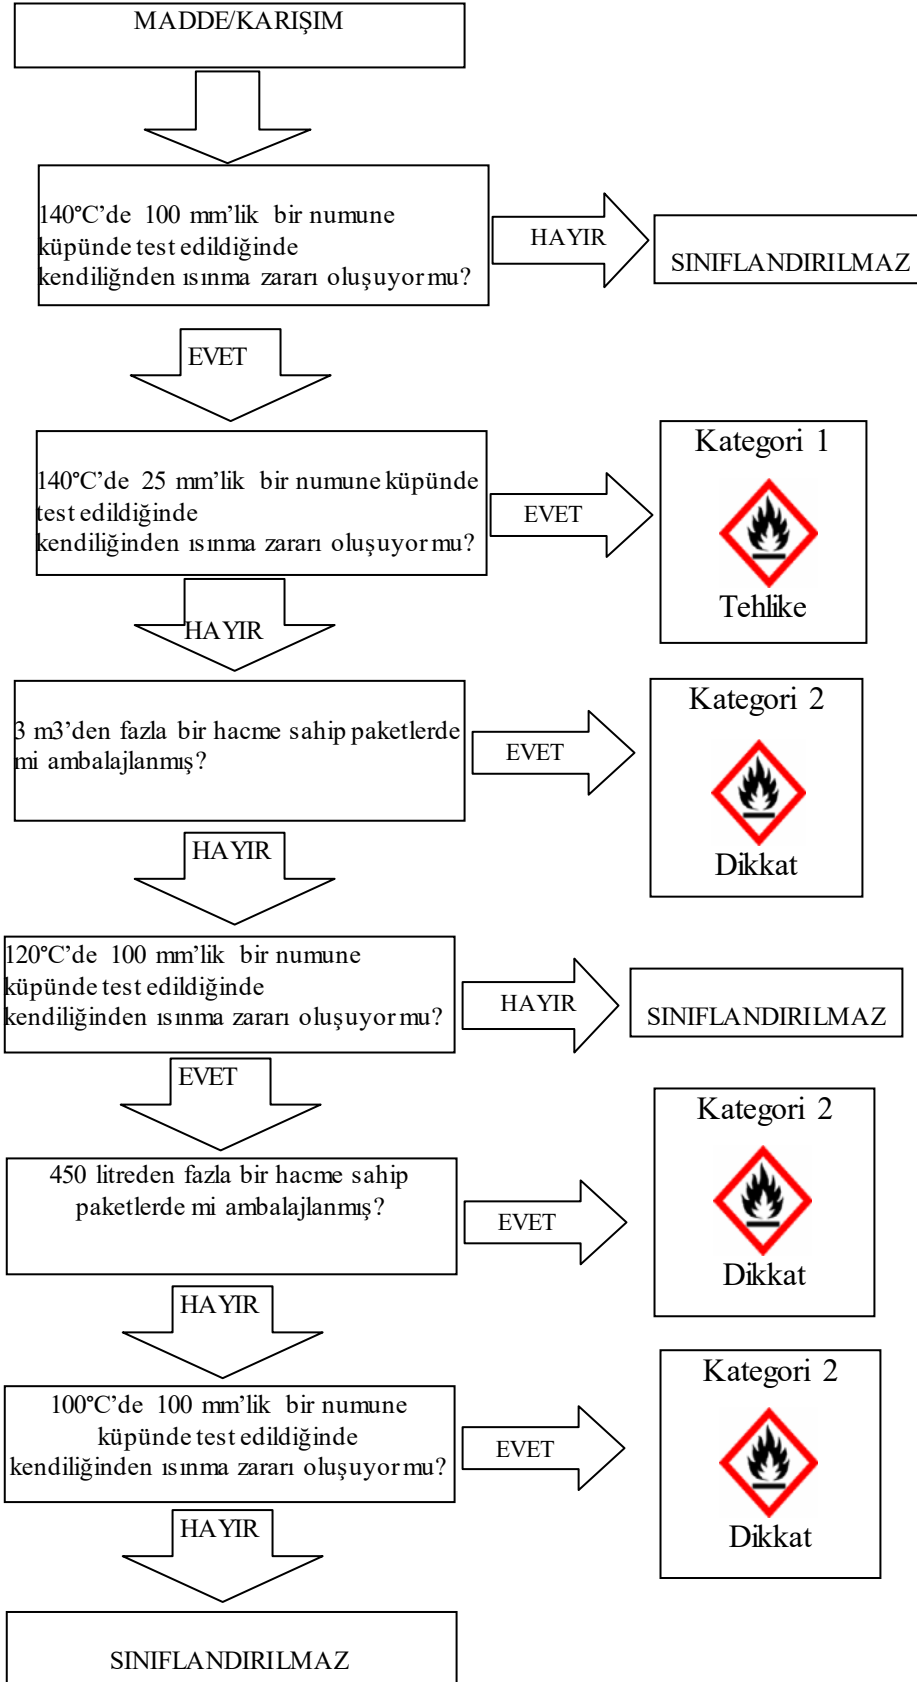 MADDE/KARIŞIM
140°C’de 100 mm’lik bir numune
küpünde test edildiğinde
kendiliğnden ısınma zararı oluşuyor mu?
HAYIR
SINIFLANDIRILMAZ
EVET
140°C’de 25 mm’lik bir numune küpünde
test edildiğinde
kendiliğinden ısınma zararı oluşuyor mu?
EVET
Kategori 1
Tehlike
HAYIR
3 m3’den fazla bir hacme sahip paketlerde
mi ambalajlanmış?
EVET
Kategori 2
Dikkat
HAYIR
120°C’de 100 mm’lik bir numune
küpünde test edildiğinde
kendiliğinden ısınma zararı oluşuyor mu?
HAYIR
SINIFLANDIRILMAZ
EVET
450 litreden fazla bir hacme sahip
paketlerde mi ambalajlanmış?
EVET
Kategori 2
Dikkat
HAYIR
100°C’de 100 mm’lik bir numune
küpünde test edildiğinde
kendiliğinden ısınma zararı oluşuyor mu?
EVET
Kategori 2
Dikkat
HAYIR
SINIFLANDIRILMAZ